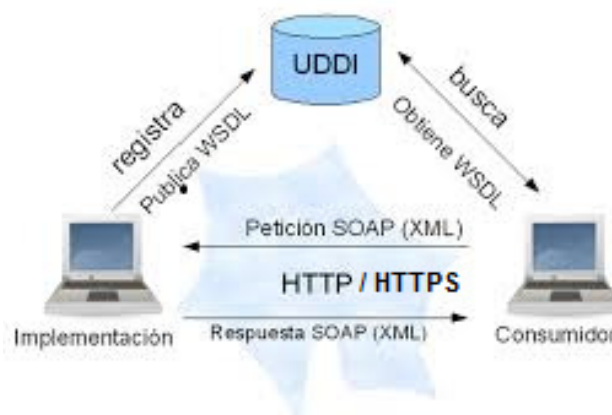 UDDI
registra
Publica WSDL
busca
Obtiene WSDL
Petición SOAP (XML)
HTTP / HTTPS
Respuesta SOAP (XML)
Implementación
Consumidor